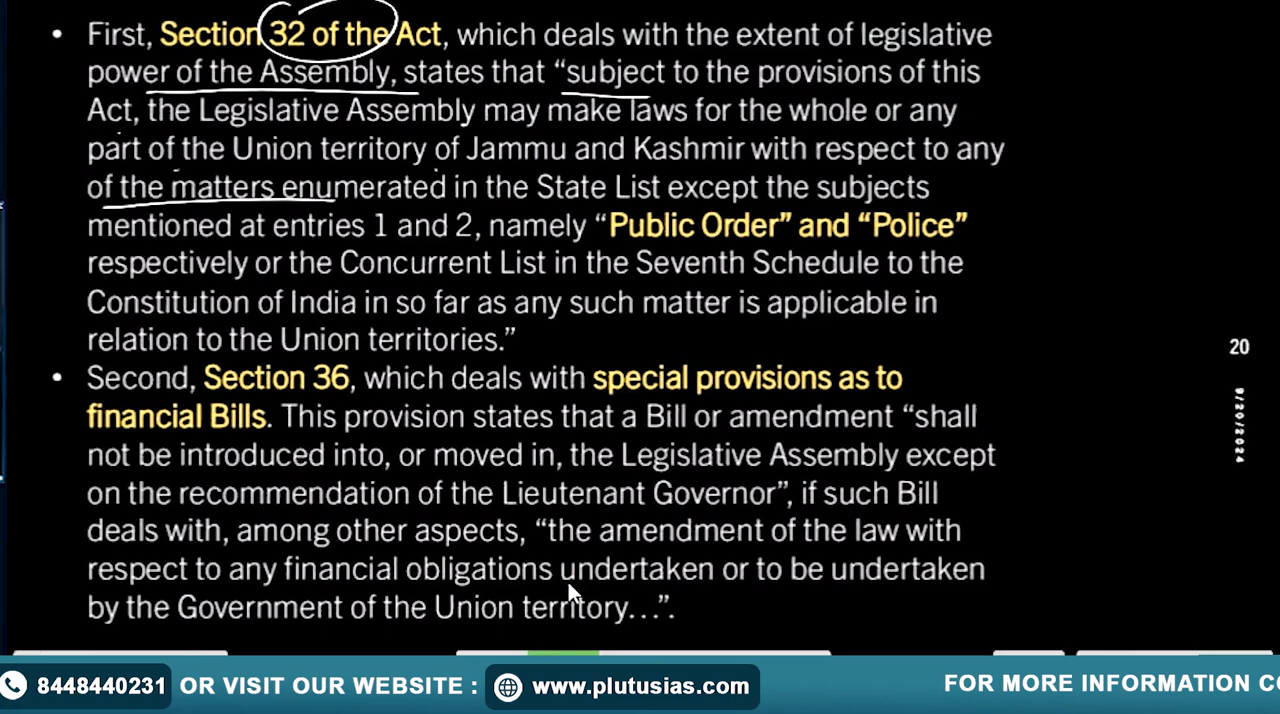 • First, Section 32 of the Act, which deals with the extent of legislative
power of the Assembly, states that “subject to the provisions of this
Act, the Legislative Assembly may make laws for the whole or any
part of the Union territory of Jammu and Kashmir with respect to any
of the matters enumerated in the State List except the subjects
mentioned at entries 1 and 2, namely “Public Order” and “Police”
respectively or the Concurrent List in the Seventh Schedule to the
Constitution of India in so far as any such matter is applicable in
relation to the Union territories.”
• Second, Section 36, which deals with special provisions as to
financial Bills. This provision states that a Bill or amendment “shall
not be introduced into, or moved in, the Legislative Assembly except
on the recommendation of the Lieutenant Governor”, if such Bill
deals with, among other aspects, “the amendment of the law with
respect to any financial obligations undertaken or to be undertaken
by the Government of the Union territory…”.
20
9/20/2024
8448440231 OR VISIT OUR WEBSITE : www.plutusias.com FOR MORE INFORMATION CO